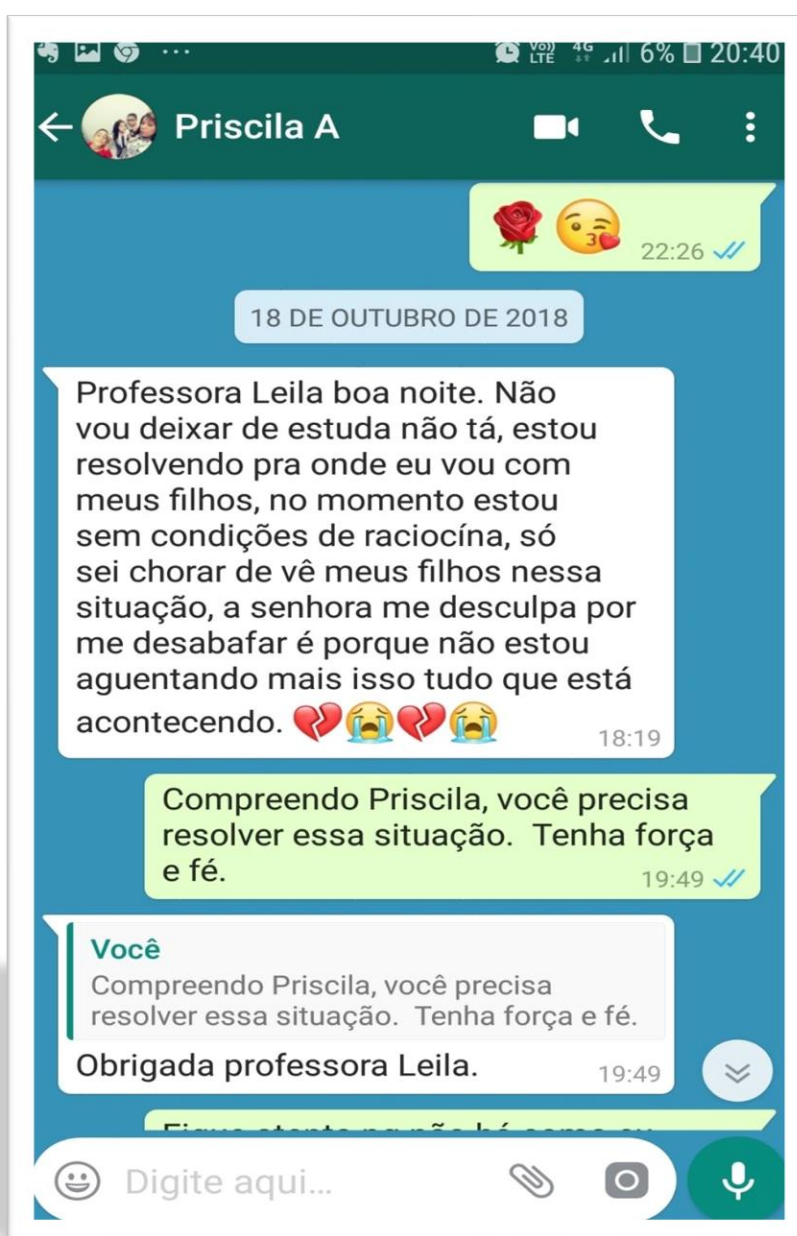 Vo)) LTE 4G 6% 20:40
Priscila A
22:26
18 DE OUTUBRO DE 2018
Professora Leila boa noite. Não
vou deixar de estuda não tá, estou
resolvendo pra onde eu vou com
meus filhos, no momento estou
sem condições de raciocína, só
sei chorar de vê meus filhos nessa
situação, a senhora me desculpa por
me desabafar é porque não estou
aguentando mais isso tudo que está
acontecendo.
18:19
Compreendo Priscila, você precisa
resolver essa situação. Tenha força
e fé.
19:49
Você
Compreendo Priscila, você precisa
resolver essa situação. Tenha força e fé.
Obrigada professora Leila.
19:49
Digite aqui...